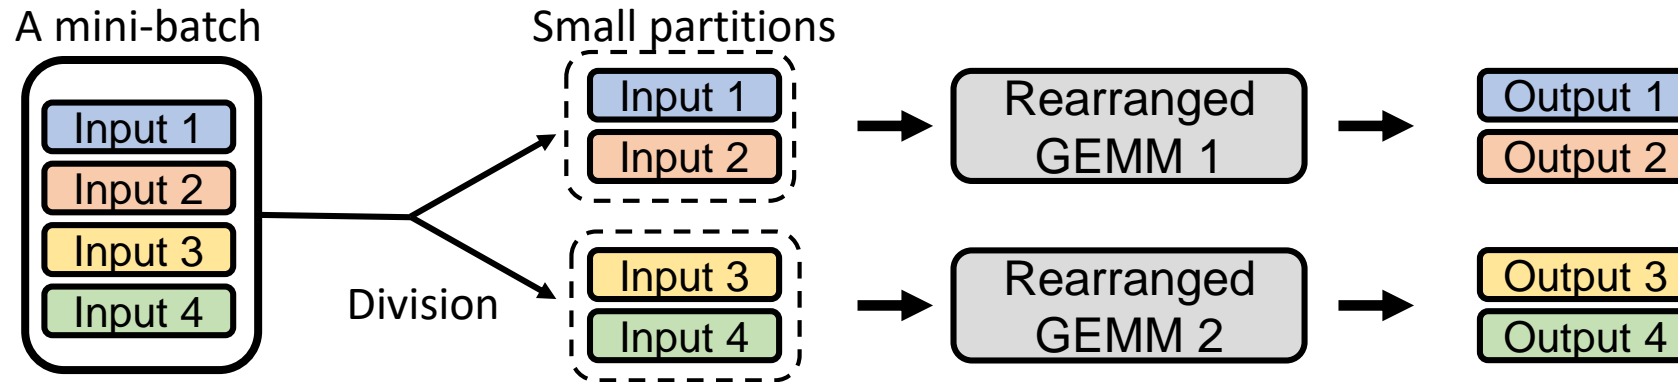 A mini-batch
Input 1
Input 2
Input 3
Input 4
Division
Small partitions
Input 1
Input 2
Input 3
Input 4
Rearranged
GEMM 1
Rearranged
GEMM 2
Output 1
Output 2
Output 3
Output 4